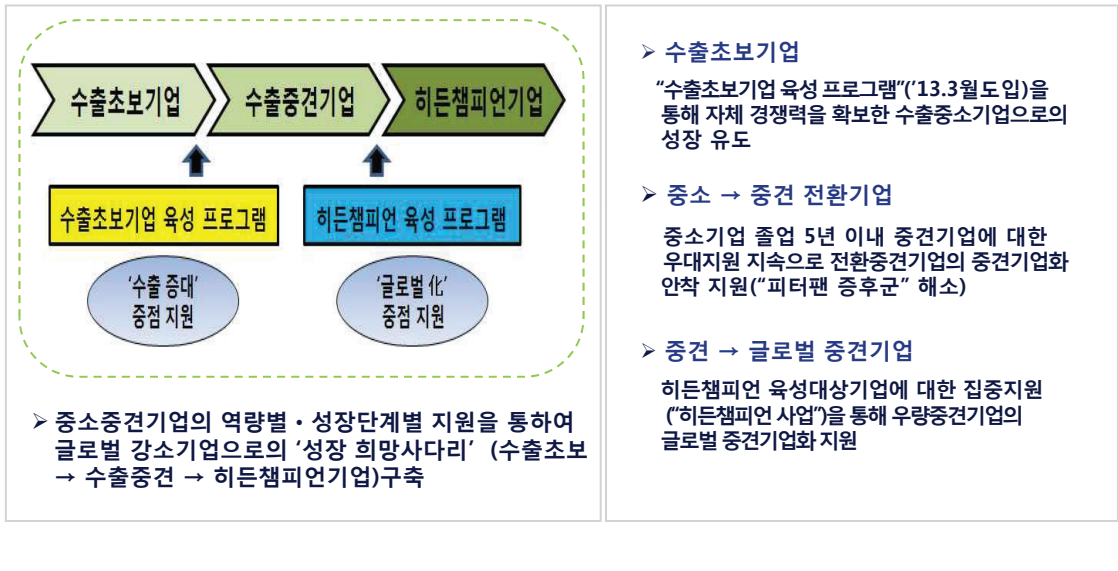 수출초보기업
수출중견기업
히든챔피언기업
수출초보기업 육성 프로그램
히든챔피언 육성 프로그램
‘수출 증대’
중점 지원
‘글로벌 化’
중점 지원
➢ 중소중견기업의 역량별・성장단계별 지원을 통하여
글로벌 강소기업으로의 ‘성장 희망사다리’ (수출초보
→ 수출중견 → 히든챔피언기업)구축
➢ 수출초보기업
“수출초보기업 육성 프로그램”(‘13.3월도입)을
통해 자체 경쟁력을 확보한 수출중소기업으로의
성장 유도
➢ 중소 → 중견 전환기업
중소기업 졸업 5년 이내 중견기업에 대한
우대지원 지속으로 전환중견기업의 중견기업화
안착 지원(“피터팬 증후군” 해소)
➢ 중견 → 글로벌 중견기업
히든챔피언 육성대상기업에 대한 집중지원
(“히든챔피언 사업”)을 통해 우량중견기업의
글로벌 중견기업화 지원